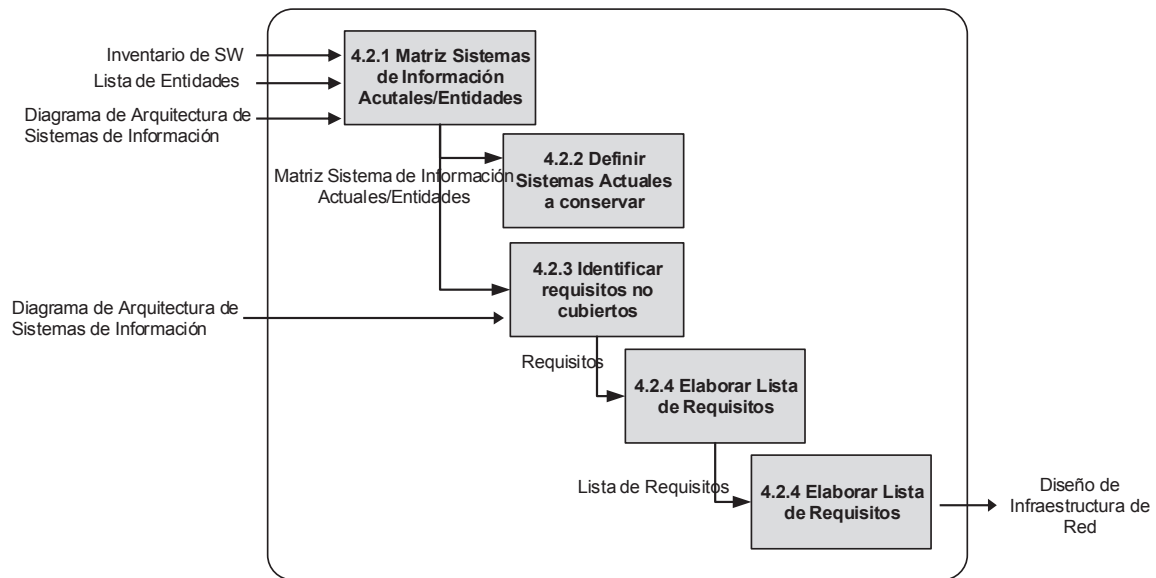 Inventario de SW
Lista de Entidades
Diagrama de Arquitectura de
Sistemas de Información
4.2.1 Matriz Sistemas
de Información
Acutales/Entidades
Matriz Sistema de Información
Actuales/Entidades
4.2.2 Definir
Sistemas Actuales
a conservar
Diagrama de Arquitectura de
Sistemas de Información
4.2.3 Identificar
requisitos no
cubiertos
Requisitos
4.2.4 Elaborar Lista
de Requisitos
Lista de Requisitos
4.2.4 Elaborar Lista
de Requisitos
Diseño de
Infraestructura de
Red